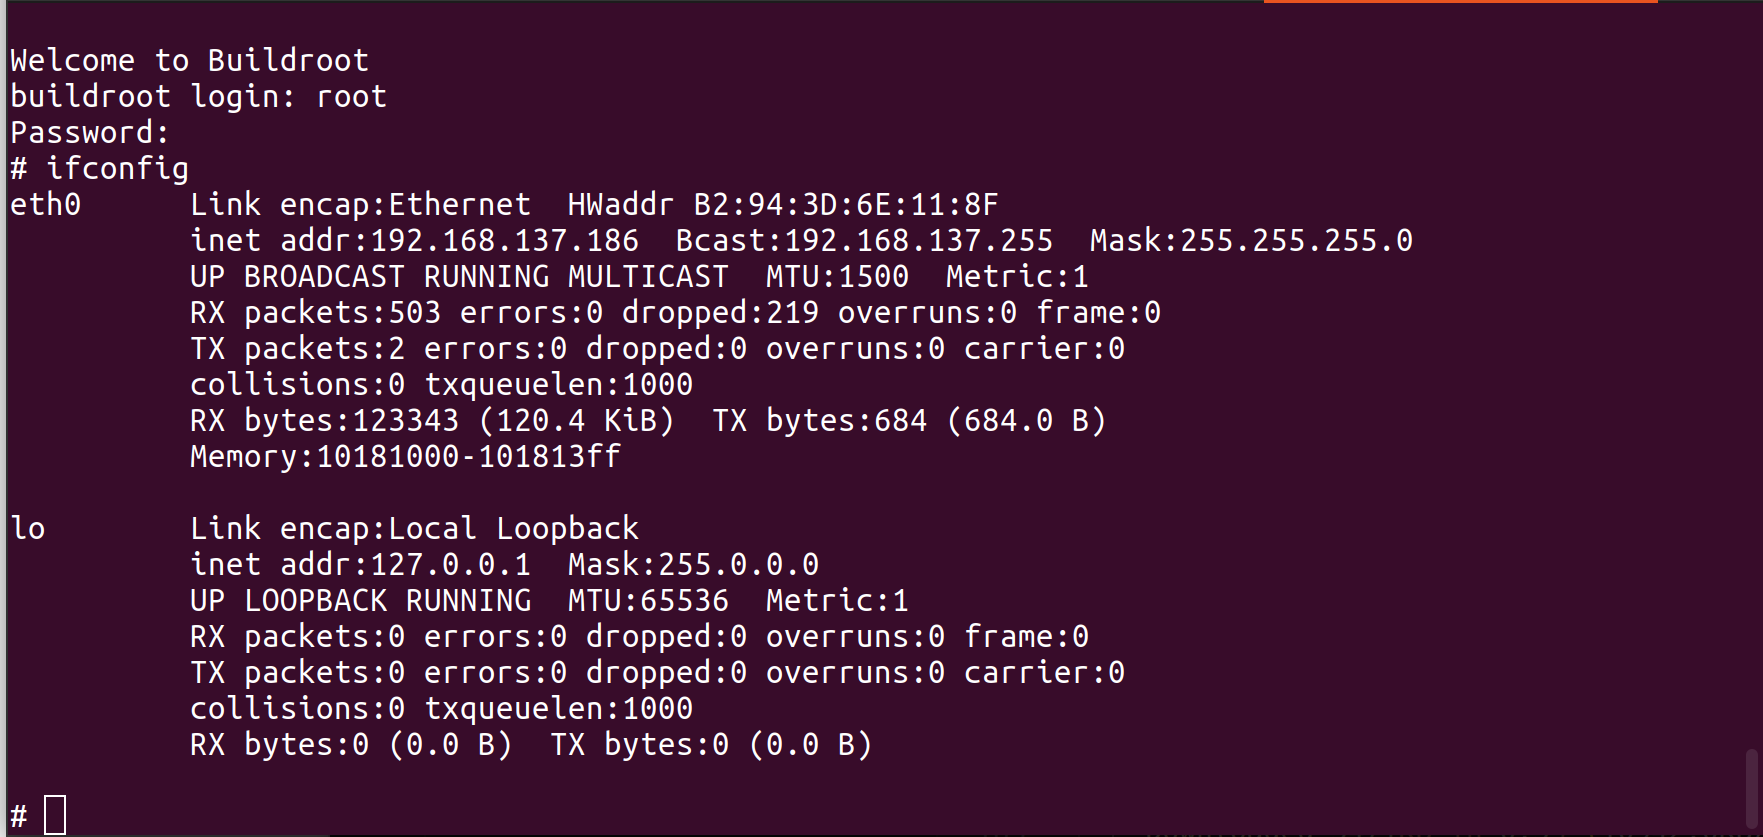 Welcome to Buildroot
buildroot login: root
Password:
# ifconfig
eth0      Link encap:Ethernet  HWaddr B2:94:3D:6E:11:8F
          inet addr:192.168.137.186  Bcast:192.168.137.255  Mask:255.255.255.0
          UP BROADCAST RUNNING MULTICAST  MTU:1500  Metric:1
          RX packets:503 errors:0 dropped:219 overruns:0 frame:0
          TX packets:2 errors:0 dropped:0 overruns:0 carrier:0
          collisions:0 txqueuelen:1000
          RX bytes:123343 (120.4 KiB)  TX bytes:684 (684.0 B)
          Memory:10181000-101813ff

lo        Link encap:Local Loopback
          inet addr:127.0.0.1  Mask:255.0.0.0
          UP LOOPBACK RUNNING  MTU:65536  Metric:1
          RX packets:0 errors:0 dropped:0 overruns:0 frame:0
          TX packets:0 errors:0 dropped:0 overruns:0 carrier:0
          collisions:0 txqueuelen:1000
          RX bytes:0 (0.0 B)  TX bytes:0 (0.0 B)

#